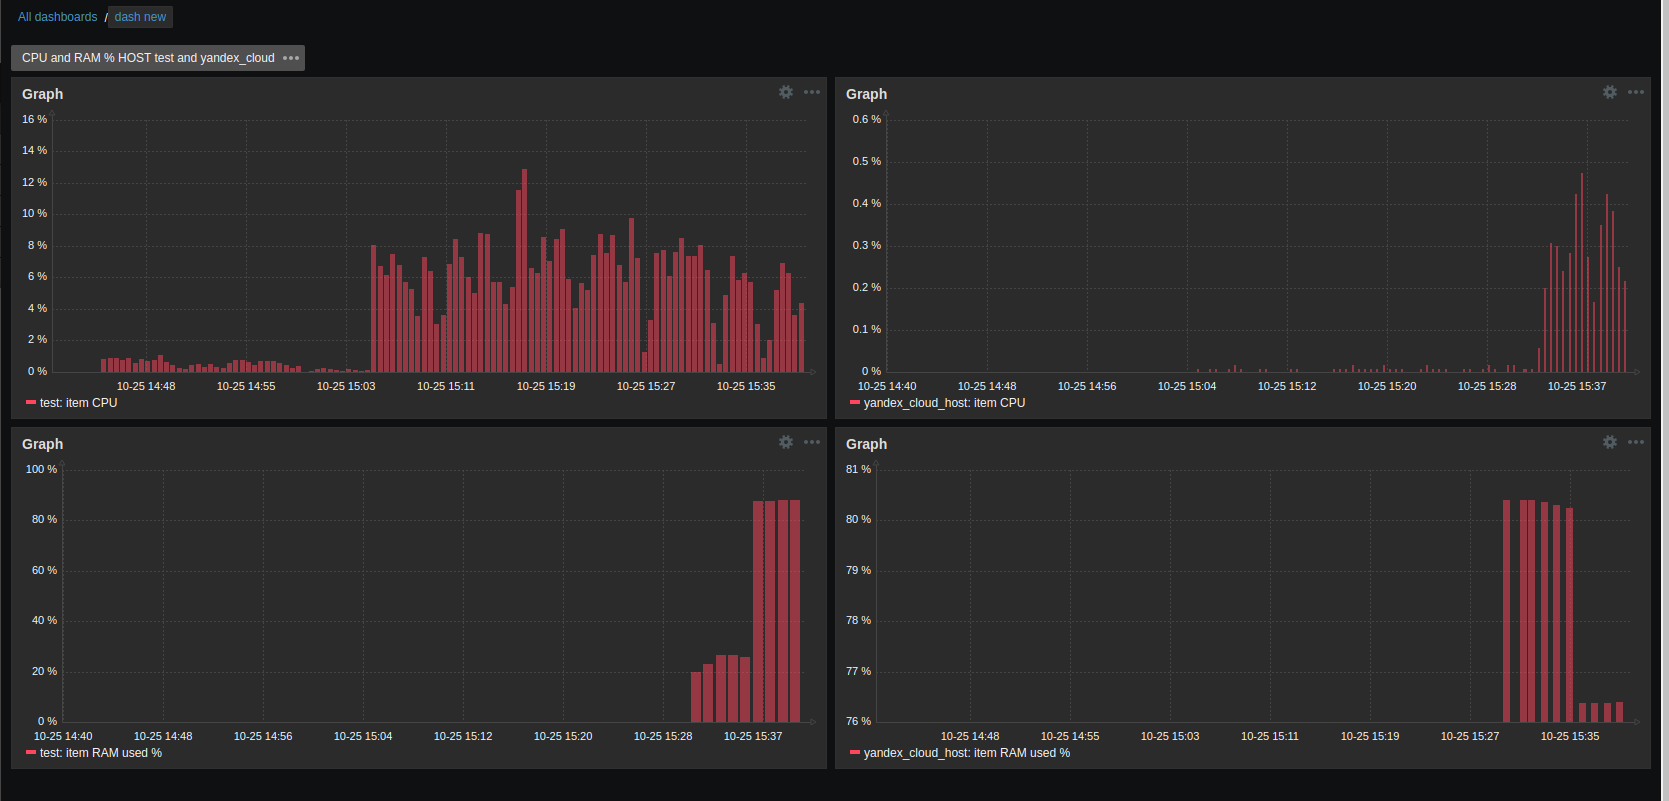 All dashboards / dash new
CPU and RAM % HOST test and yandex_cloud
Graph
16 %
14 %
12 %
10 %
8 %
6 %
4 %
2 %
0 %
10-25 14:48 10-25 14:55 10-25 15:03 10-25 15:11 10-25 15:19 10-25 15:27 10-25 15:35
test: item CPU
Graph
0.6 %
0.5 %
0.4 %
0.3 %
0.2 %
0.1 %
0 %
10-25 14:40 10-25 14:48 10-25 14:56 10-25 15:04 10-25 15:12 10-25 15:20 10-25 15:28 10-25 15:37
yandex_cloud_host: item CPU
Graph
100 %
80 %
60 %
40 %
20 %
0 %
10-25 14:40 10-25 14:48 10-25 14:56 10-25 15:04 10-25 15:12 10-25 15:20 10-25 15:28 10-25 15:37
test: item RAM used %
Graph
81 %
80 %
79 %
78 %
77 %
76 %
10-25 14:48 10-25 14:55 10-25 15:03 10-25 15:11 10-25 15:19 10-25 15:27 10-25 15:35
yandex_cloud_host: item RAM used %